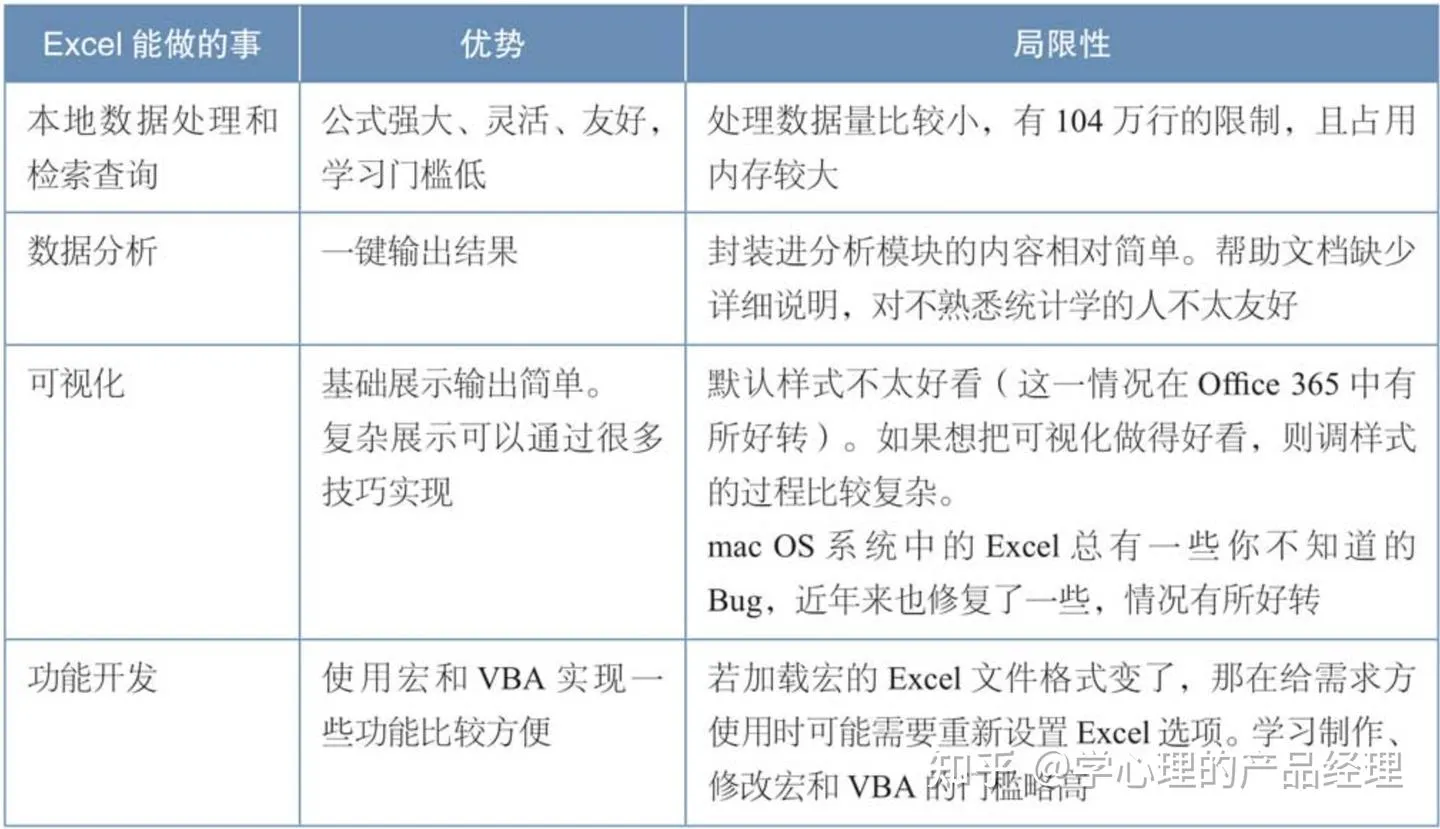 Excel 能做的事
优势
局限性
本地数据处理和
检索查询
公式强大、灵活、友好，
学习门槛低
处理数据量比较小，有 104 万行的限制，且占用
内存较大
数据分析
一键输出结果
封装进分析模块的内容相对简单。帮助文档缺少
详细说明，对不熟悉统计学的人不太友好
可视化
基础展示输出简单。
复杂展示可以通过很多
技巧实现
默认样式不太好看（这一情况在 Office 365 中有
所好转）。如果想把可视化做得好看，则调样式
的过程比较复杂。
mac OS 系统中的 Excel 总有一些你不知道的
Bug，近年来也修复了一些，情况有所好转
功能开发
使用宏和 VBA 实现一
些功能比较方便
若加载宏的 Excel 文件格式变了，那在给需求方
使用时可能需要重新设置 Excel 选项。学习制作、
修改宏和 VBA 的门槛略高
知乎 @学心理的产品经理